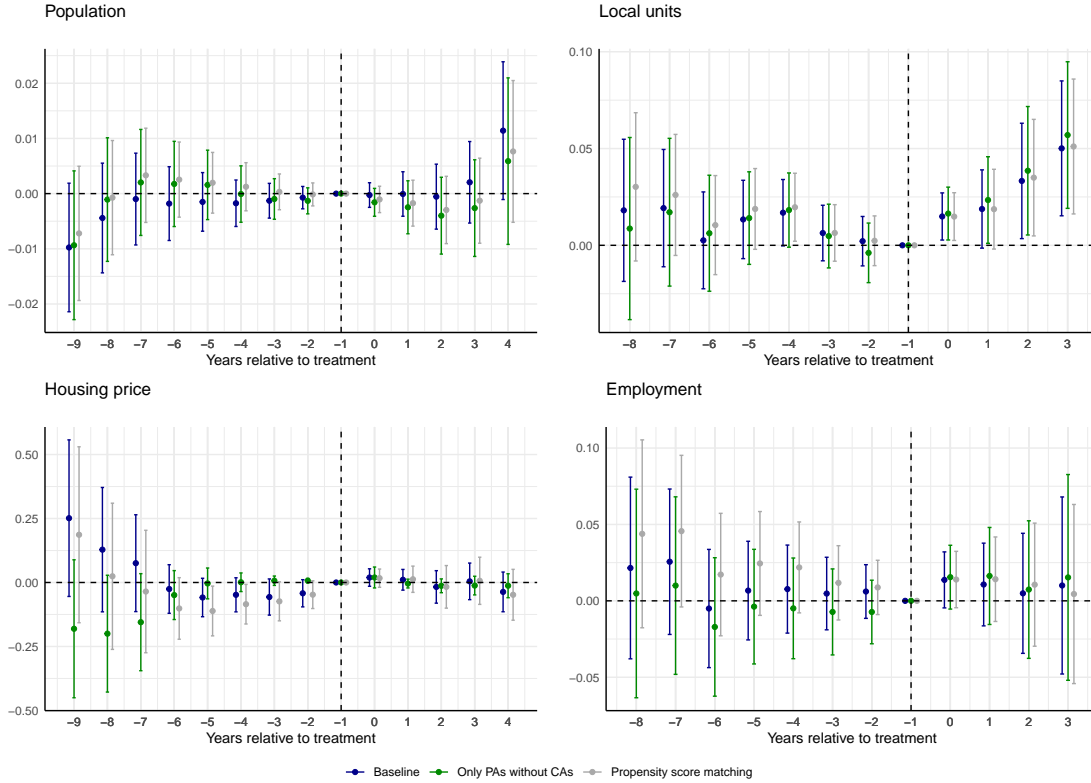 Population
0.02
0.01
0.00
−0.01
−0.02
−9 −8 −7 −6 −5 −4 −3 −2 −1 0 1 2 3 4
Years relative to treatment
Local units
0.10
0.05
0.00
−8 −7 −6 −5 −4 −3 −2 −1 0 1 2 3
Years relative to treatment
Housing price
0.50
0.25
0.00
−0.25
−0.50
−9 −8 −7 −6 −5 −4 −3 −2 −1 0 1 2 3 4
Years relative to treatment
Employment
0.10
0.05
0.00
−0.05
−8 −7 −6 −5 −4 −3 −2 −1 0 1 2 3
Years relative to treatment
Baseline Only PAs without CAs Propensity score matching